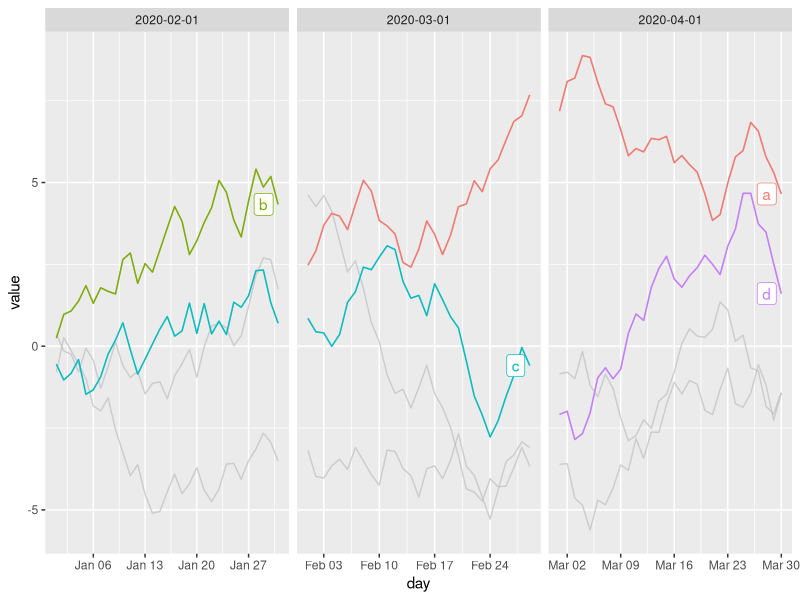 2020-02-01 2020-03-01 2020-04-01
5
0
-5
value
b
c
a
d
Jan 06 Jan 13 Jan 20 Jan 27 Feb 03 Feb 10 Feb 17 Feb 24 Mar 02 Mar 09 Mar 16 Mar 23 Mar 30
day